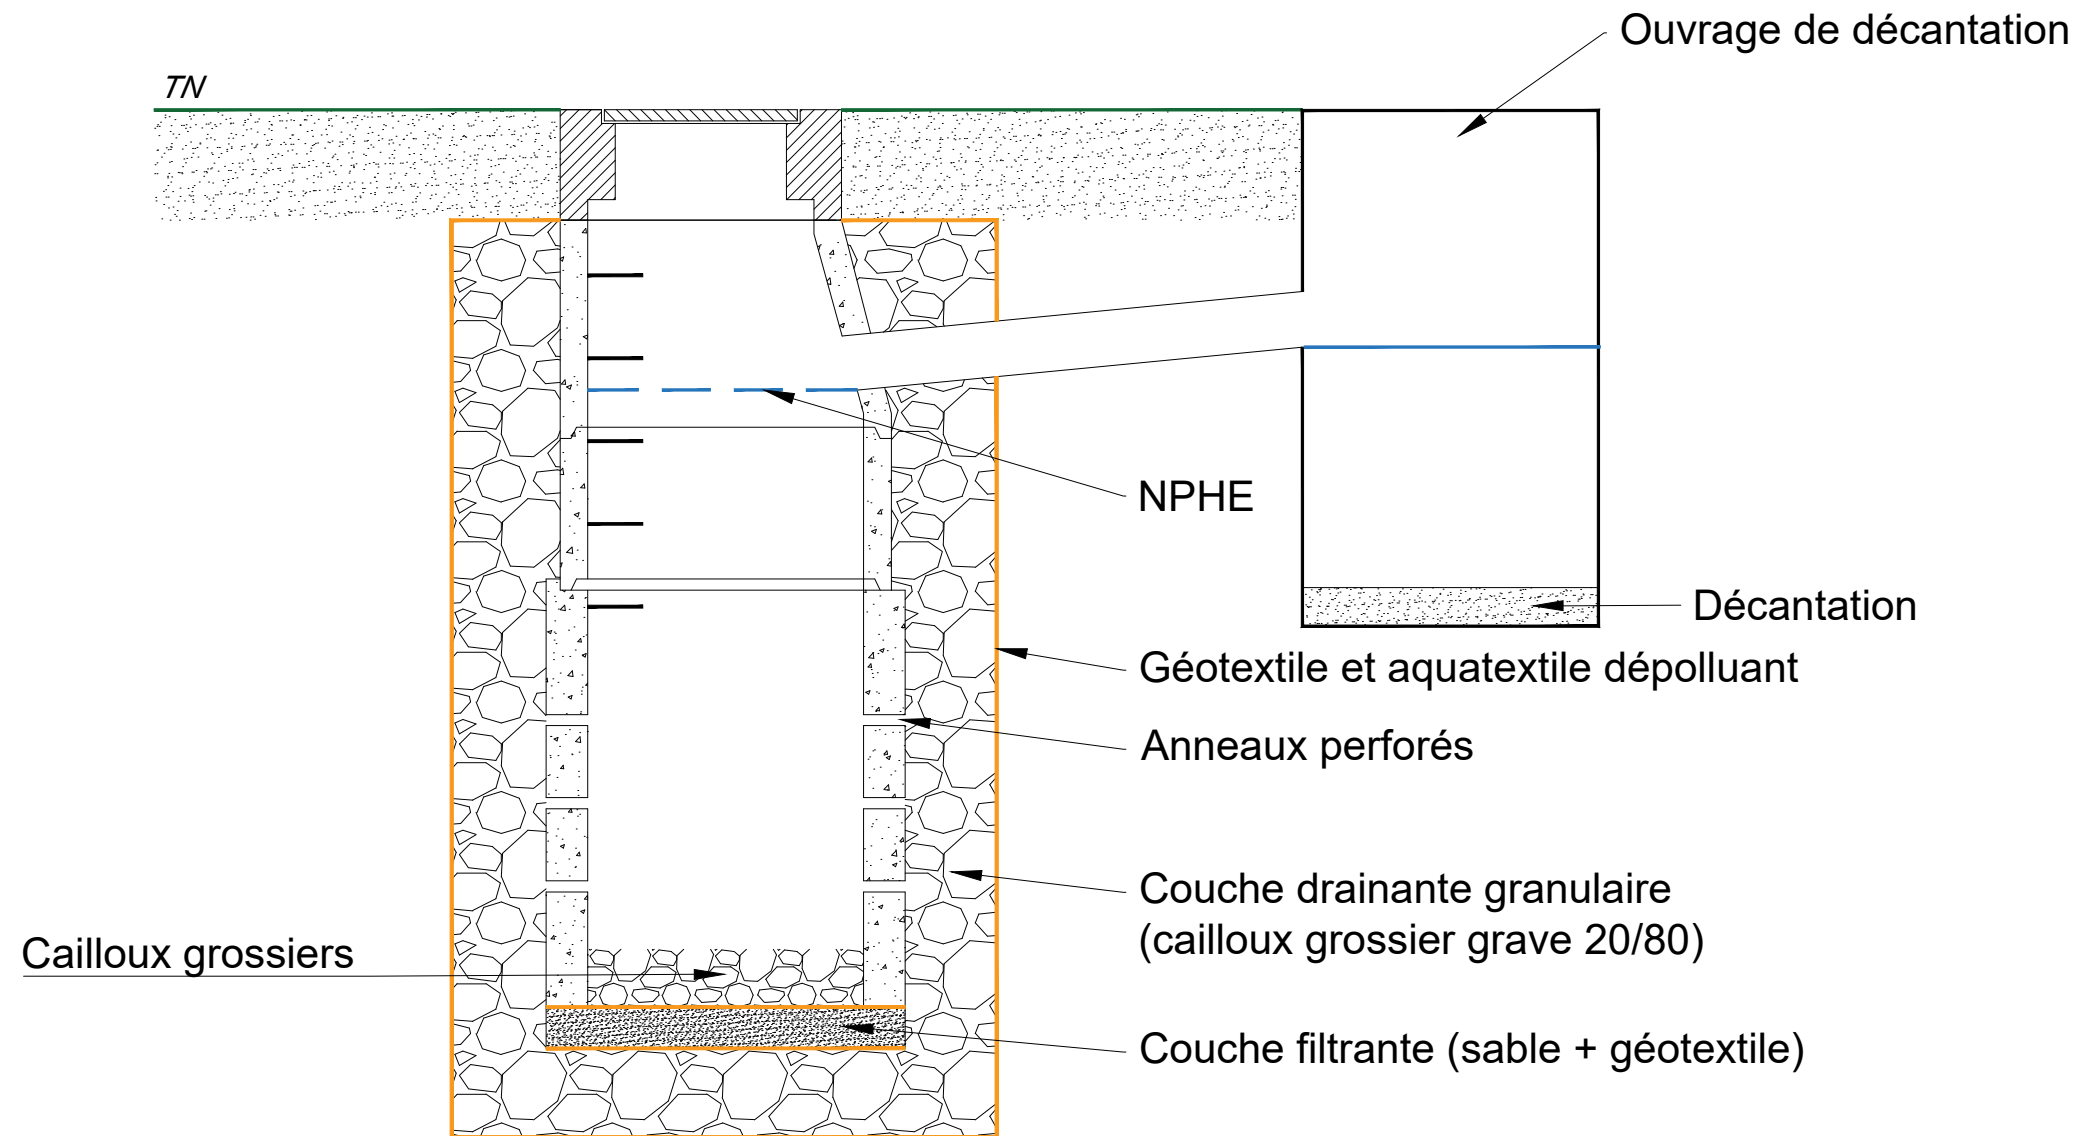 Ouvrage de décantation
TN
NPHE
Décantation
Géotextile et aquatextile dépolluant
Anneaux perforés
Couche drainante granulaire
(cailloux grossier grave 20/80)
Cailloux grossiers
Couche filtrante (sable + géotextile)